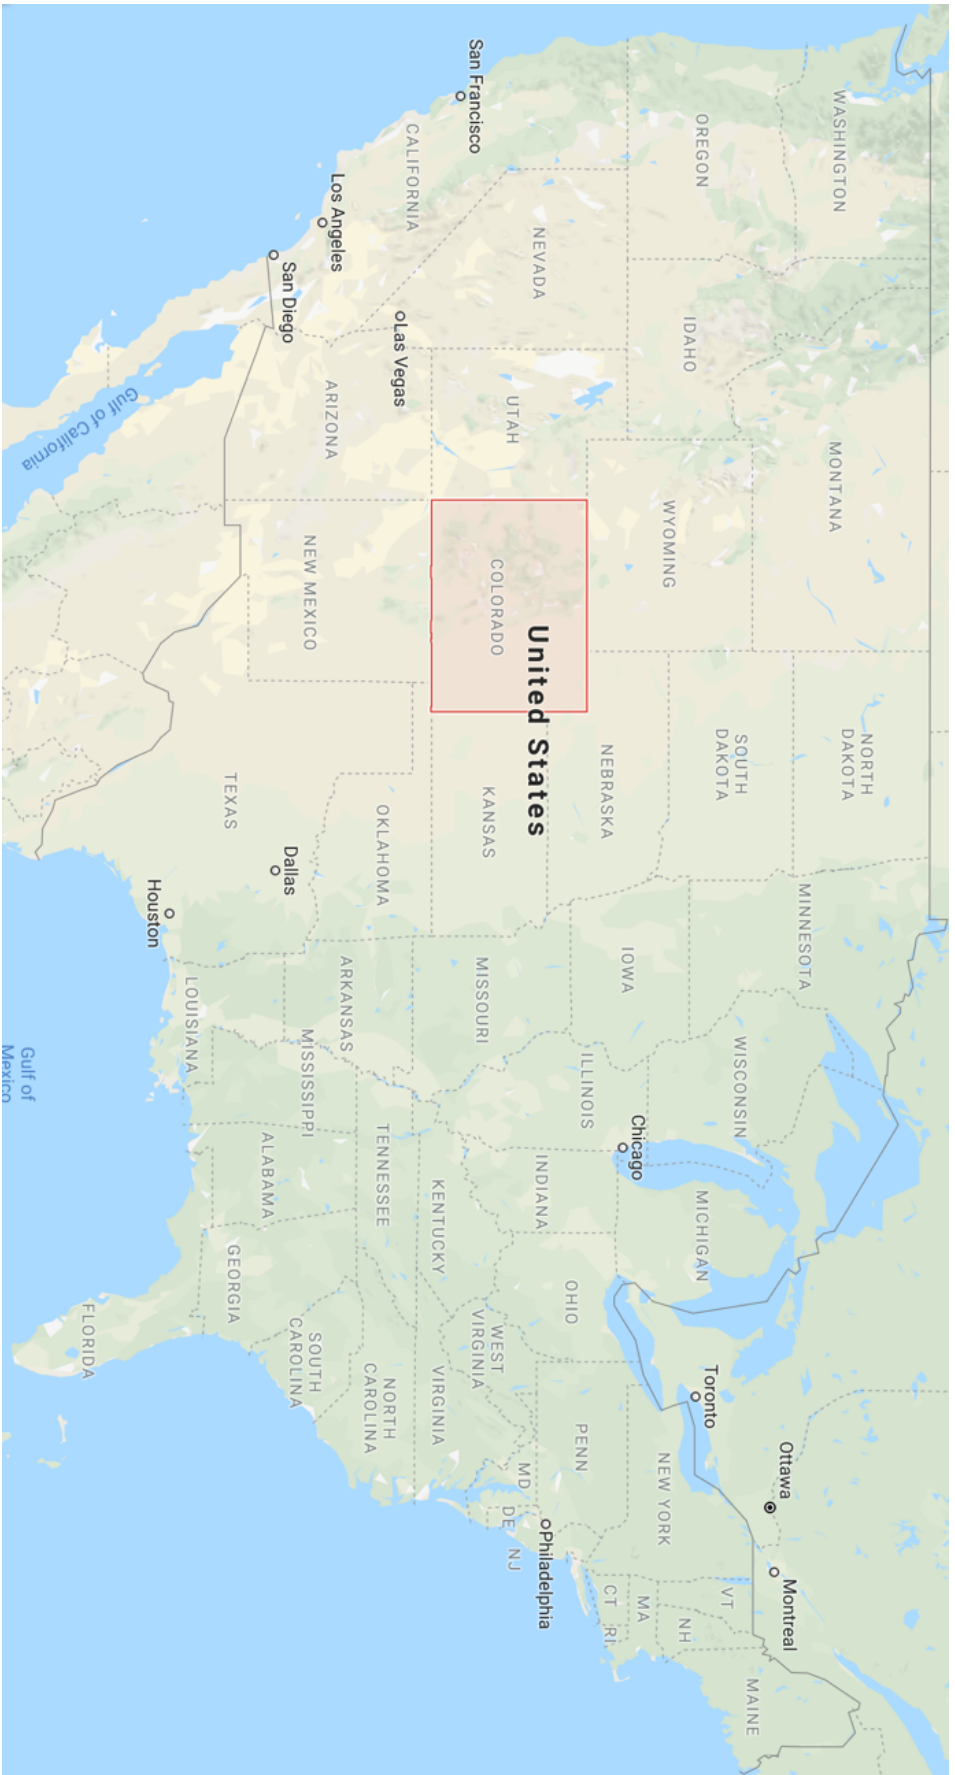 WASHINGTON
OREGON
IDAHO
MONTANA
NORTH
DAKOTA
MINNESOTA
SOUTH
DAKOTA
WYOMING
NEVADA
San Francisco
CALIFORNIA
Los Angeles
San Diego
Las Vegas
UTAH
ARIZONA
COLORADO
United States
NEBRASKA
KANSAS
NEW MEXICO
Gulf of California
TEXAS
OKLAHOMA
Dallas
Houston
IOWA
MISSOURI
ARKANSAS
LOUISIANA
WISCONSIN
ILLINOIS
Chicago
MICHIGAN
INDIANA
OHIO
KENTUCKY
TENNESSEE
MISSISSIPPI
ALABAMA
GEORGIA
FLORIDA
Gulf of
Mexico
WEST
VIRGINIA
VIRGINIA
NORTH
CAROLINA
SOUTH
CAROLINA
Toronto
Ottawa
Montreal
PENN
NEW YORK
MD
DE
NJ
Philadelphia
VT
NH
MA
CT
RI
MAINE